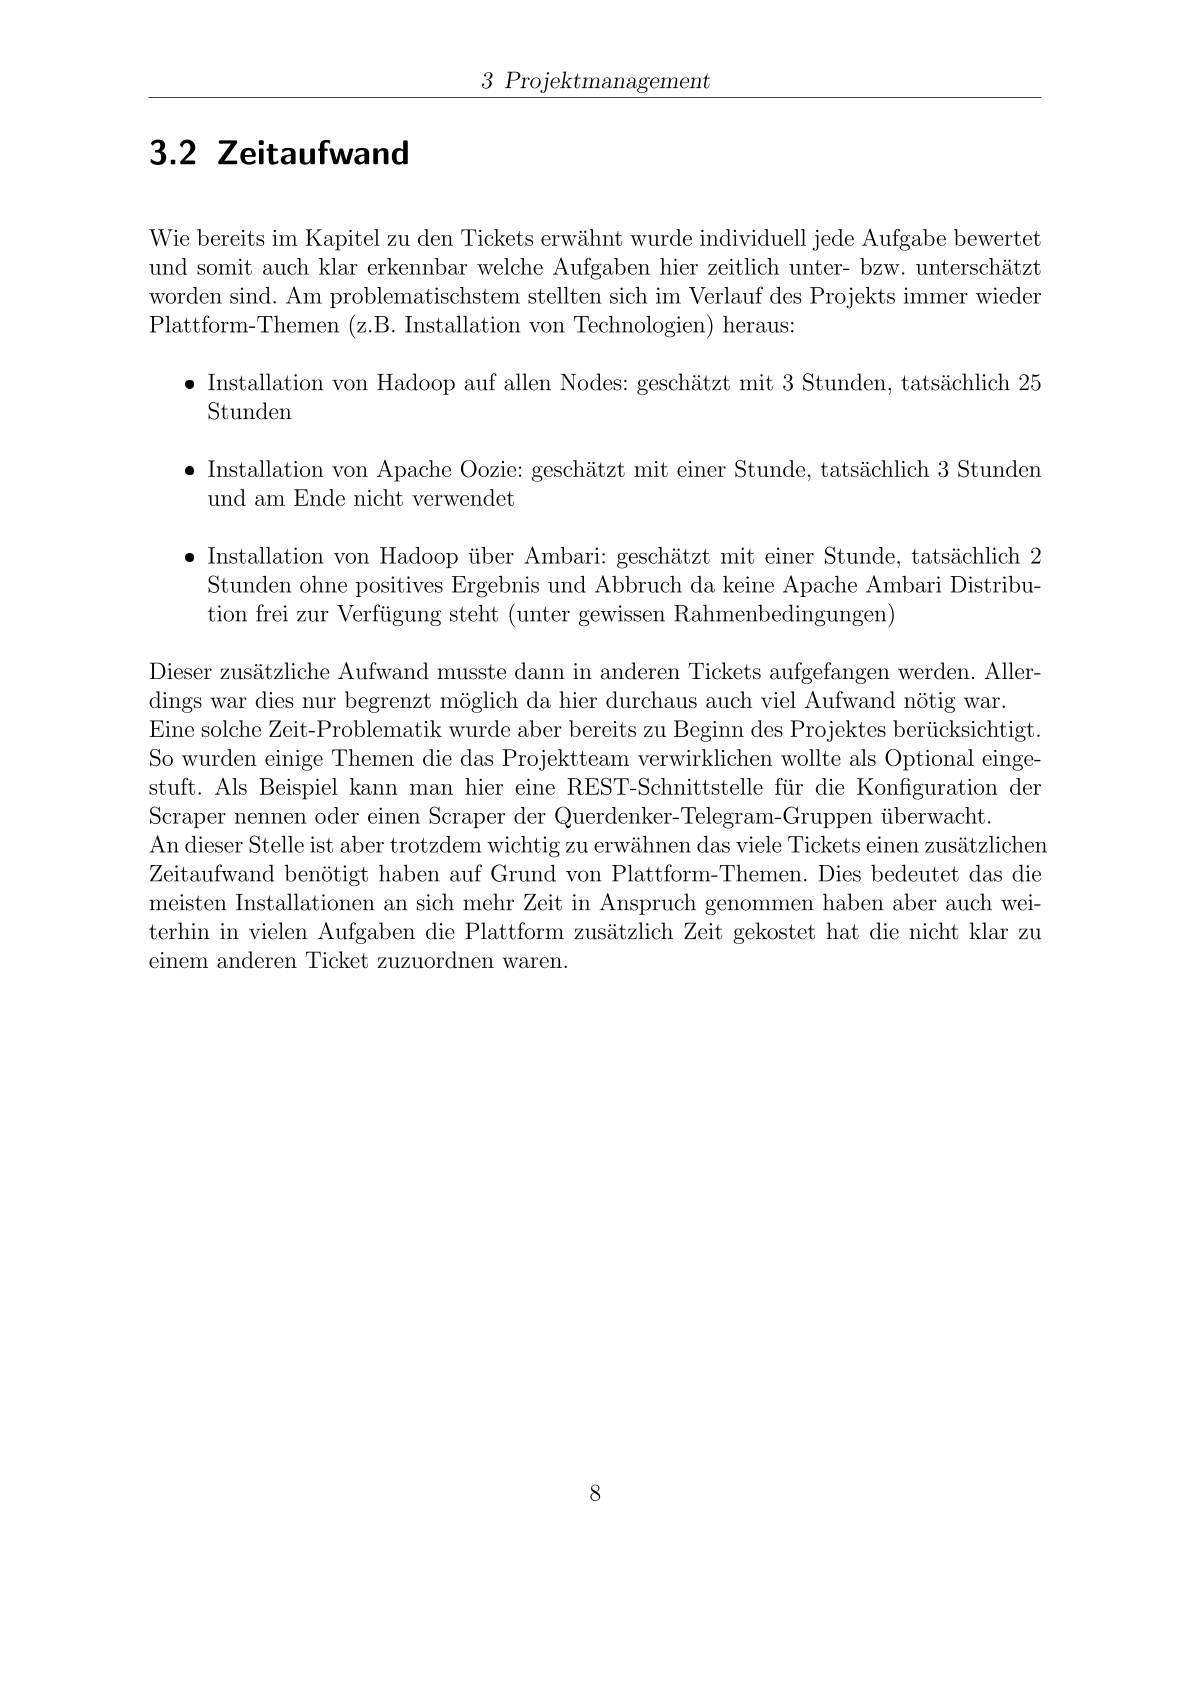 3 Projektmanagement
3.2 Zeitaufwand
Wie bereits im Kapitel zu den Tickets erwähnt wurde individuell jede Aufgabe bewertet
und somit auch klar erkennbar welche Aufgaben hier zeitlich unter- bzw. unterschätzt
worden sind. Am problematischstem stellten sich im Verlauf des Projekts immer wieder
Plattform-Themen (z.B. Installation von Technologien) heraus:
• Installation von Hadoop auf allen Nodes: geschätzt mit 3 Stunden, tatsächlich 25
Stunden
• Installation von Apache Oozie: geschätzt mit einer Stunde, tatsächlich 3 Stunden
und am Ende nicht verwendet
• Installation von Hadoop über Ambari: geschätzt mit einer Stunde, tatsächlich 2
Stunden ohne positives Ergebnis und Abbruch da keine Apache Ambari Distribu-
tion frei zur Verfügung steht (unter gewissen Rahmenbedingungen)
Dieser zusätzliche Aufwand musste dann in anderen Tickets aufgefangen werden. Aller-
dings war dies nur begrenzt möglich da hier durchaus auch viel Aufwand nötig war.
Eine solche Zeit-Problematik wurde aber bereits zu Beginn des Projektes berücksichtigt.
So wurden einige Themen die das Projektteam verwirklichen wollte als Optional einge-
stuft. Als Beispiel kann man hier eine REST-Schnittstelle für die Konfiguration der
Scraper nennen oder einen Scraper der Querdenker-Telegram-Gruppen überwacht.
An dieser Stelle ist aber trotzdem wichtig zu erwähnen das viele Tickets einen zusätzlichen
Zeitaufwand benötigt haben auf Grund von Plattform-Themen. Dies bedeutet das die
meisten Installationen an sich mehr Zeit in Anspruch genommen haben aber auch wei-
terhin in vielen Aufgaben die Plattform zusätzlich Zeit gekostet hat die nicht klar zu
einem anderen Ticket zuzuordnen waren.
8